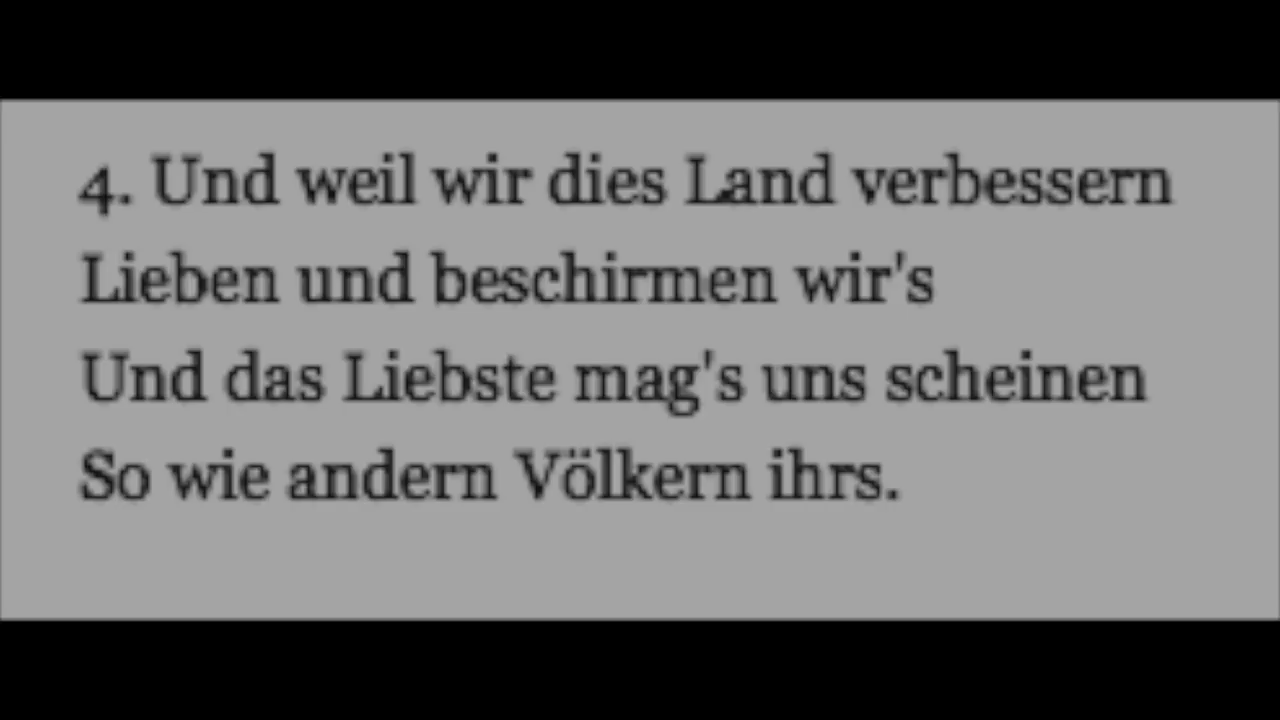 4. Und weil wir dies Land verbessern
Lieben und beschirmen wir's
Und das Liebste mag's uns scheinen
So wie andern Völkern ihrs.